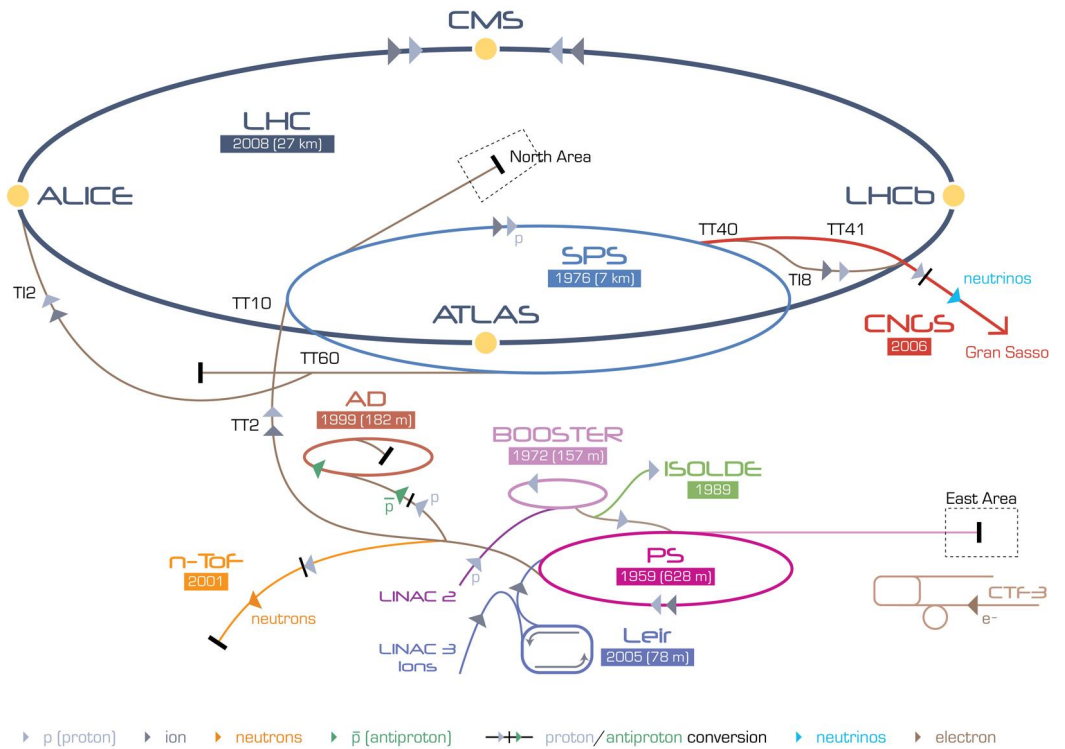 CMS
LHC
2008 (27 km)
North Area
ALICE
LHCb
TT40
TT41
p
SPS
1976 (7 km)
TI8
neutrinos
TI2
TT10
ATLAS
CNGS
2006
Gran Sasso
TT60
AD
1999 (182 m)
TT2
BOOSTER
1972 (157 m)
ISOLDE
1989
p̅
p
East Area
n-ToF
2001
PS
1959 (628 m)
p
LINAC 2
neutrons
CTF-3
e⁻
Leir
2005 (78 m)
LINAC 3
Ions
p (proton) ion neutrons p̅ (antiproton) proton/antiproton conversion neutrinos electron